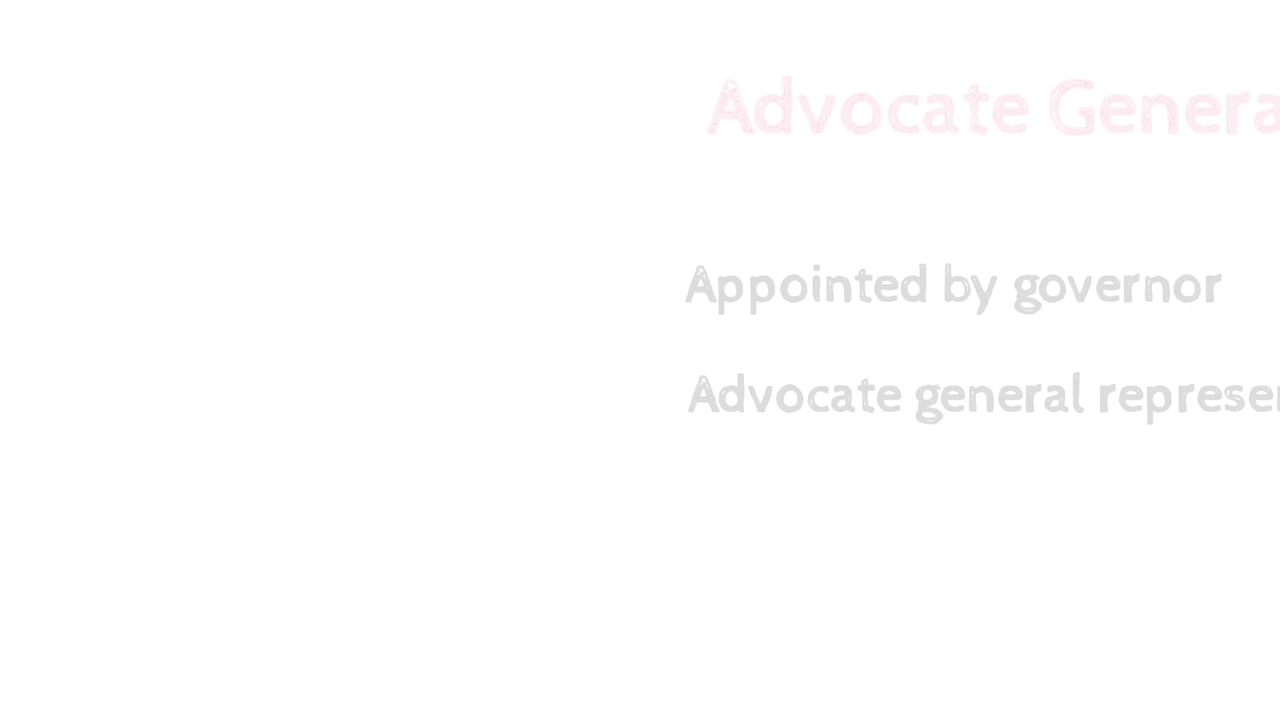 Advocate Genera
Appointed by governor
Advocate general represe